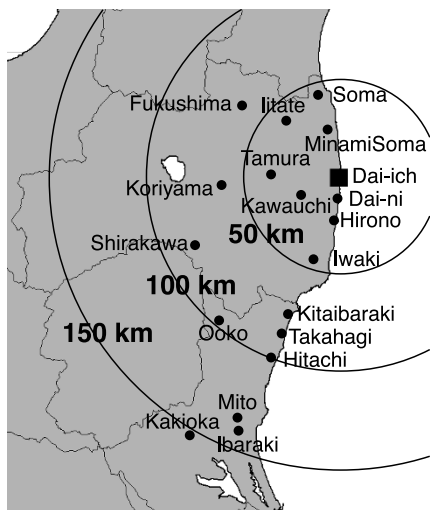 Soma
Fukushima
Iitate
MinamiSoma
Tamura
Dai-ich
Koriyama
Kawauchi
Dai-ni
Hirono
50 km
Shirakawa
Iwaki
100 km
Kitaibaraki
150 km
Ooko
Takahagi
Hitachi
Mito
Kakioka
Ibaraki